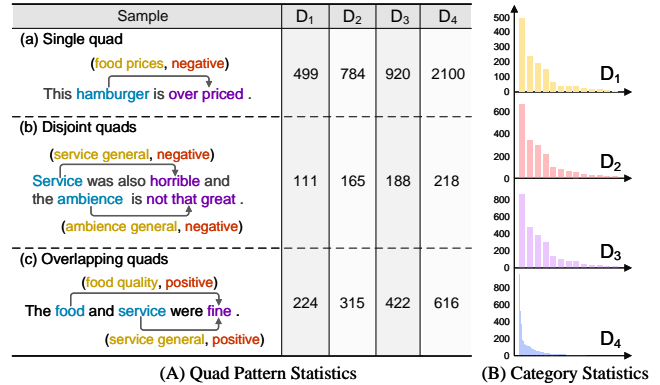 Sample D1 D2 D3 D4
(a) Single quad
(food prices, negative)
This hamburger is over priced .
499 784 920 2100
(b) Disjoint quads
(service general, negative)
Service was also horrible and
the ambience is not that great .
(ambience general, negative)
111 165 188 218
(c) Overlapping quads
(food quality, positive)
The food and service were fine .
(service general, positive)
224 315 422 616
(A) Quad Pattern Statistics
500
400
300
200
100
0
D1
600
400
200
0
D2
800
600
400
200
0
D3
800
600
400
200
0
D4
(B) Category Statistics